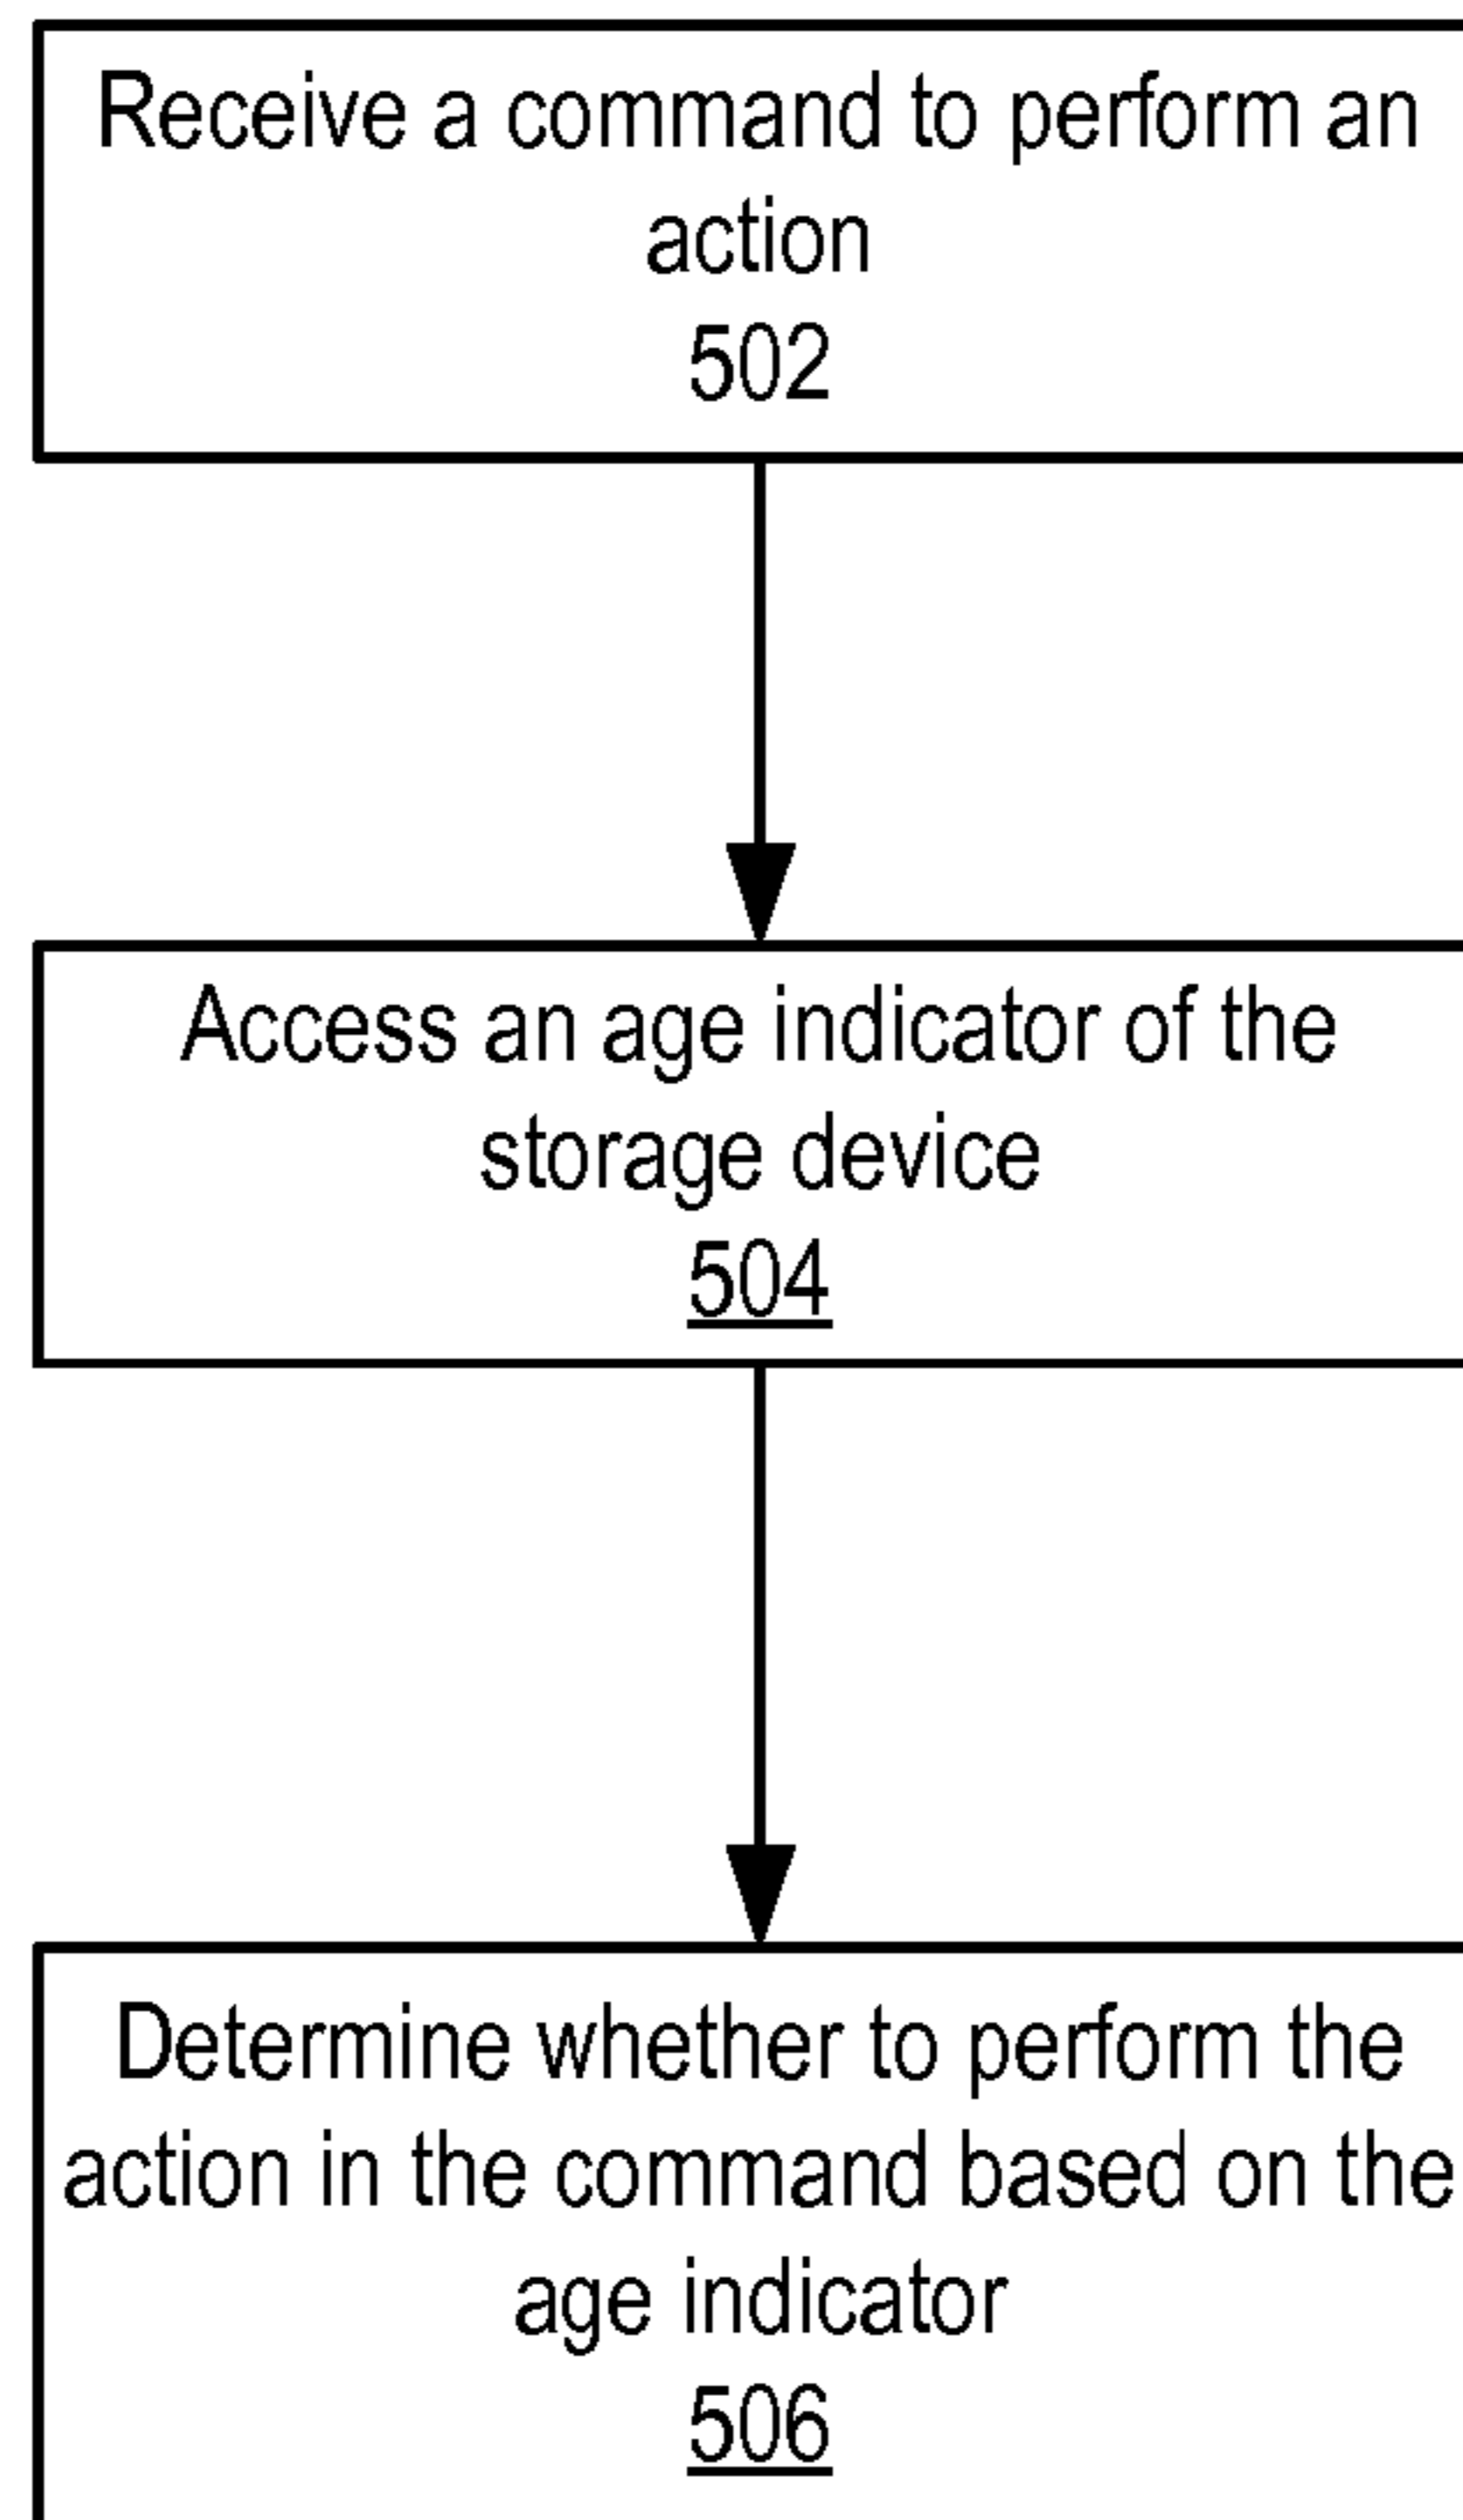 Receive a command to perform an
action
502
Access an age indicator of the
storage device
504
Determine whether to perform the
action in the command based on the
age indicator
506